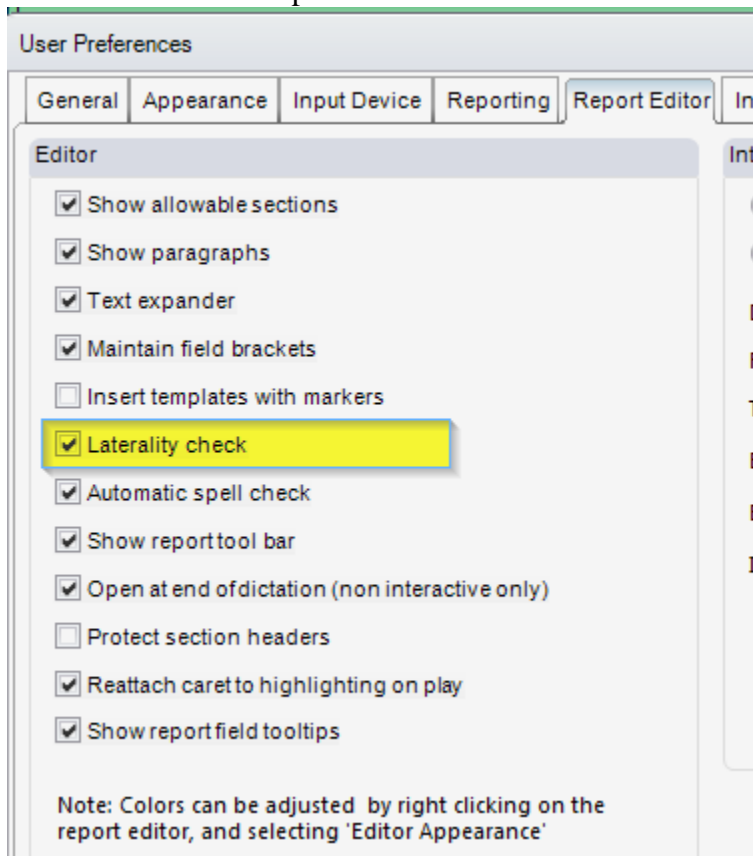 User Preferences
General Appearance Input Device Reporting Report Editor
Editor
Show allowable sections
Show paragraphs
Text expander
Maintain field brackets
Insert templates with markers
Laterality check
Automatic spell check
Show report tool bar
Open at end of dictation (non interactive only)
Protect section headers
Reattach caret to highlighting on play
Show report field tooltips
Note: Colors can be adjusted by right clicking on the
report editor, and selecting 'Editor Appearance'